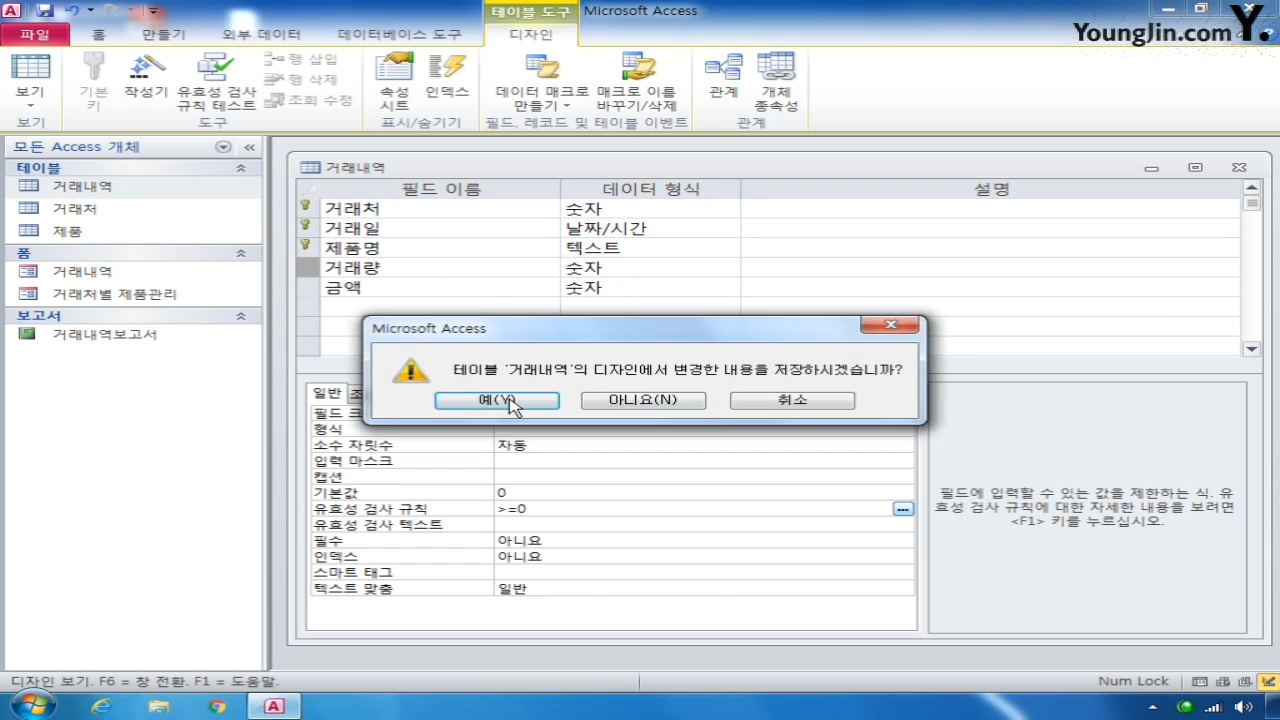 테이블 도구
Microsoft Access
YoungJin.com Y.
파일
홈
만들기
외부 데이터
데이터베이스 도구
디자인
보기
기본 키
작성기
유효성 검사 규칙 테스트
행 삽입
행 삭제
조회 수정
속성 시트
인덱스
데이터 매크로 만들기
매크로 이름 바꾸기/삭제
관계
개체 종속성
보기
도구
표시/숨기기
필드, 레코드 및 테이블 이벤트
관계
모든 Access 개체
테이블
거래내역
거래처
제품
폼
거래내역
거래처별 제품관리
보고서
거래내역보고서
거래내역
필드 이름 데이터 형식 설명
거래처 숫자
거래일 날짜/시간
제품명 텍스트
거래량 숫자
금액 숫자
Microsoft Access
테이블 '거래내역'의 디자인에서 변경한 내용을 저장하시겠습니까?
예(Y)
아니요(N)
취소
일반
필드
형식
소수 자릿수 자동
입력 마스크
캡션
기본값 0
유효성 검사 규칙 >=0
유효성 검사 텍스트
필수 아니요
인덱스 아니요
스마트 태그
텍스트 맞춤 일반
필드에 입력할 수 있는 값을 제한하는 식. 유
효성 검사 규칙에 대한 자세한 내용을 보려면
<F1> 키를 누르십시오.
디자인 보기. F6 = 창 전환. F1 = 도움말.
Num Lock